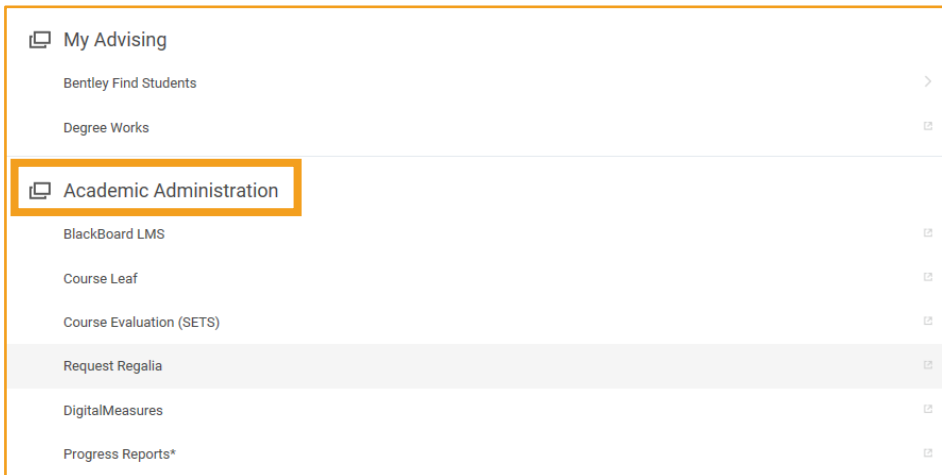 My Advising
Bentley Find Students
Degree Works
Academic Administration
BlackBoard LMS
Course Leaf
Course Evaluation (SETS)
Request Regalia
DigitalMeasures
Progress Reports*